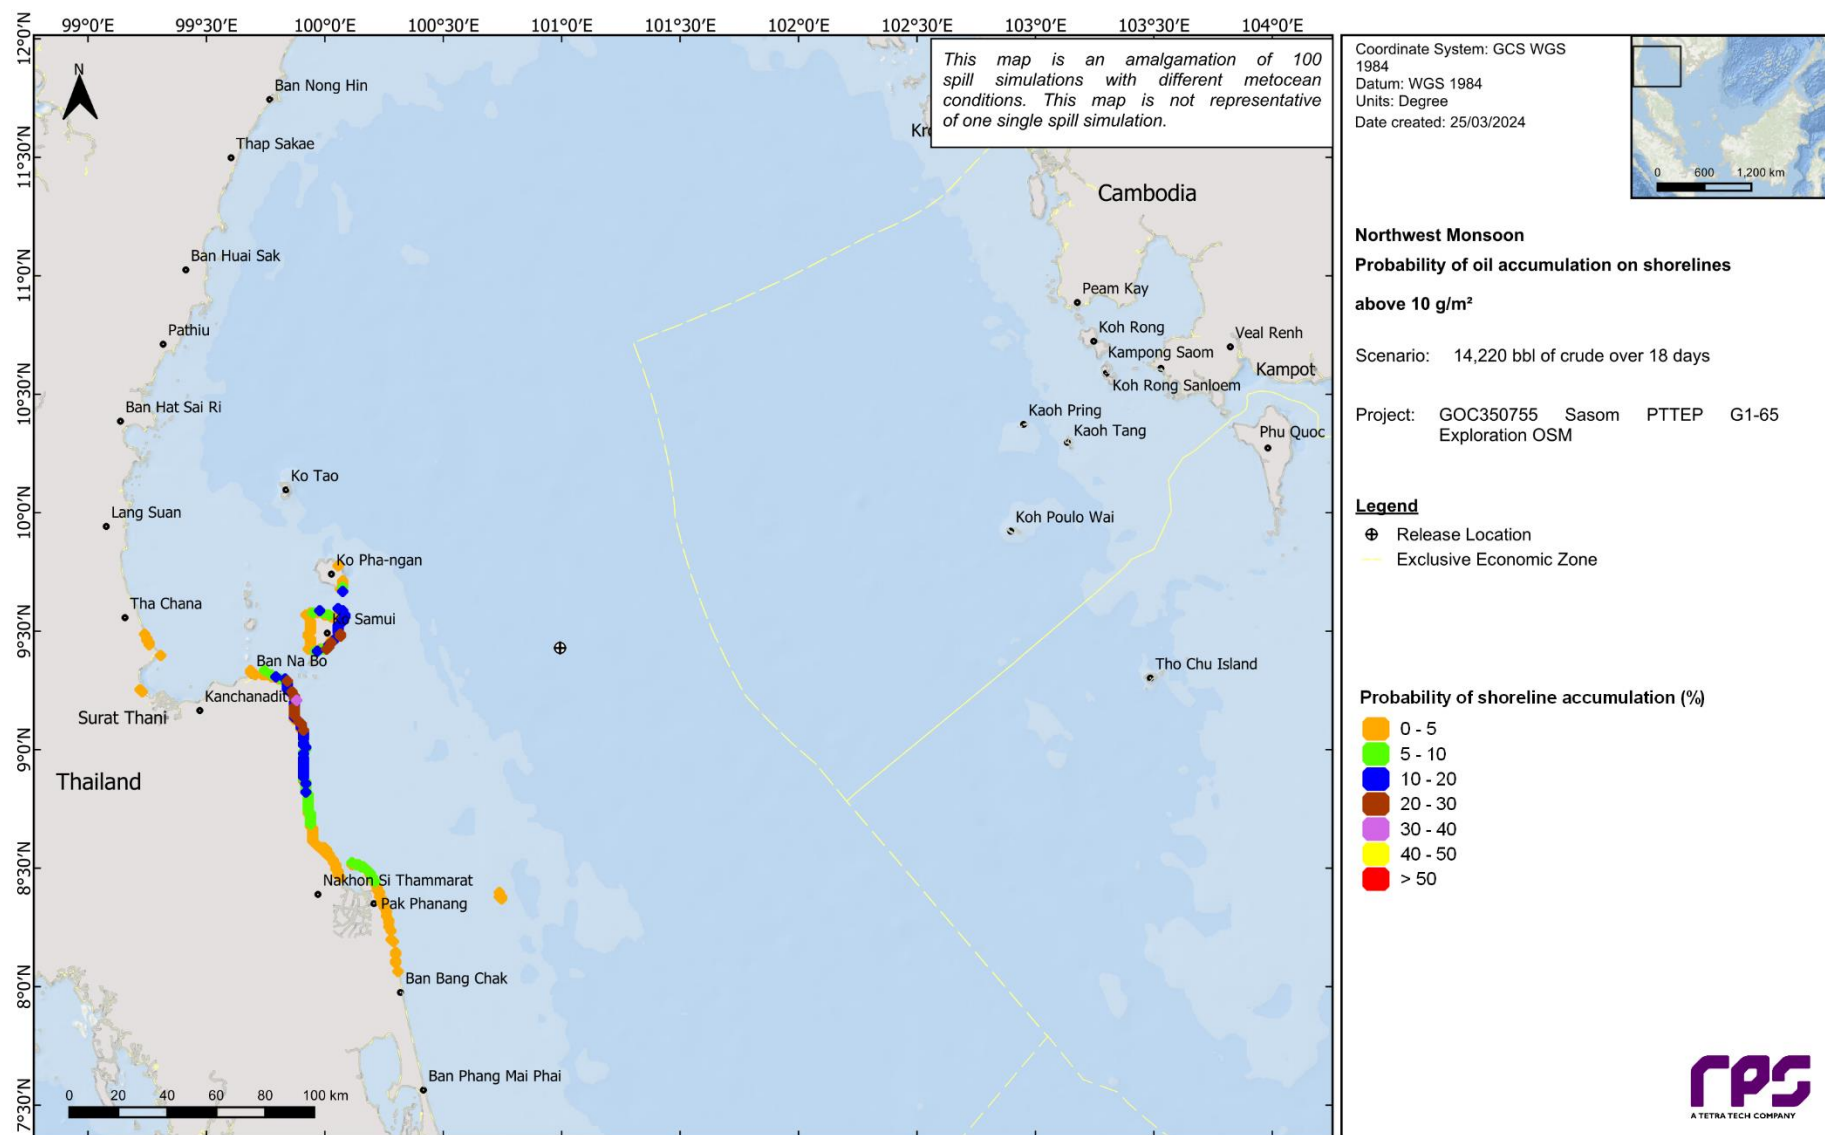 99°0'E 99°30'E 100°0'E 100°30'E 101°0'E 101°30'E 102°0'E 102°30'E 103°0'E 103°30'E 104°0'E
12°0'N
11°30'N
11°0'N
10°30'N
10°0'N
9°30'N
9°0'N
8°30'N
8°0'N
7°30'N
N
This map is an amalgamation of 100
spill simulations with different metocean
conditions. This map is not representative
of one single spill simulation.
Ban Nong Hin
Thap Sakae
Kro
Cambodia
Ban Huai Sak
Peam Kay
Pathiu
Koh Rong
Veal Renh
Kampong Saom
Kampot
Koh Rong Sanloem
Ban Hat Sai Ri
Kaoh Pring
Kaoh Tang
Phu Quoc
Ko Tao
Lang Suan
Koh Poulo Wai
Ko Pha-ngan
Tha Chana
Samui
Ban Na Bo
Tho Chu Island
Kanchanadit
Surat Thani
Thailand
Nakhon Si Thammarat
Pak Phanang
Ban Bang Chak
Ban Phang Mai Phai
0 20 40 60 80 100 km
Coordinate System: GCS WGS
1984
Datum: WGS 1984
Units: Degree
Date created: 25/03/2024
0 600 1,200 km
Northwest Monsoon
Probability of oil accumulation on shorelines
above 10 g/m²
Scenario: 14,220 bbl of crude over 18 days
Project: GOC350755 Sasom PTTEP G1-65
Exploration OSM
Legend
Release Location
Exclusive Economic Zone
Probability of shoreline accumulation (%)
0 - 5
5 - 10
10 - 20
20 - 30
30 - 40
40 - 50
> 50
rps
A TETRA TECH COMPANY